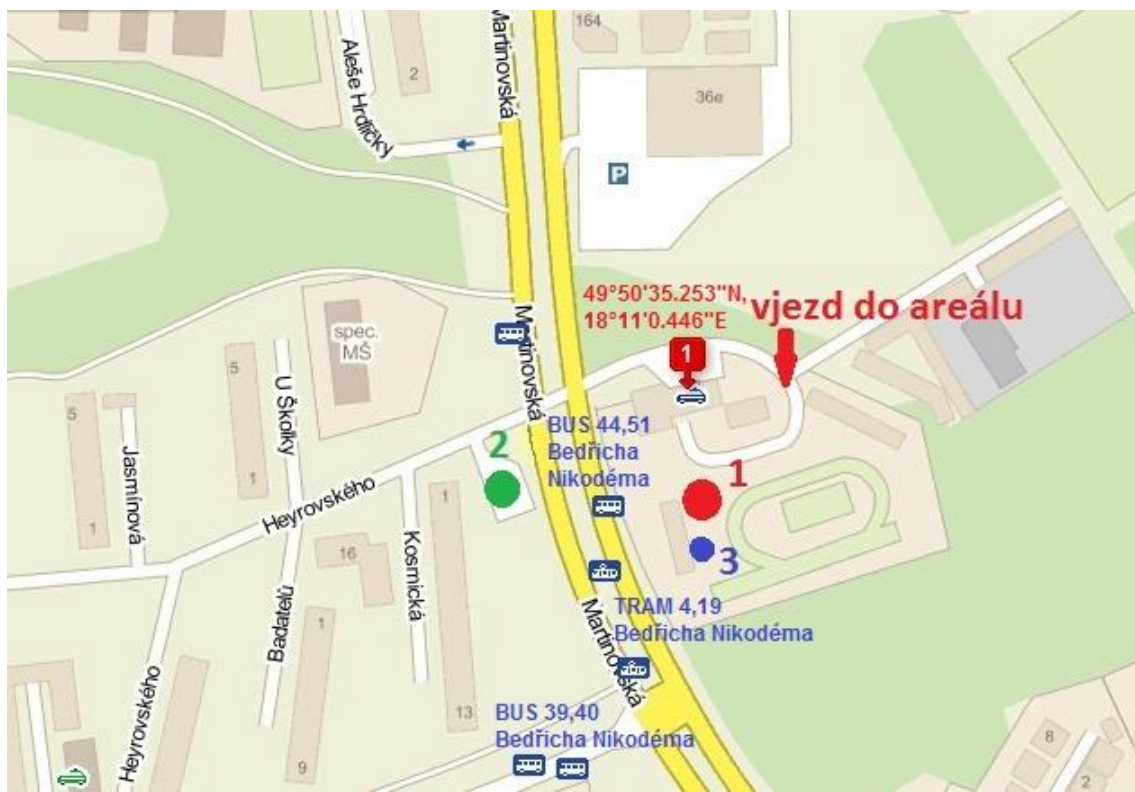 Martinovská
164
Aleše Hrdličky
2
36e
P
49°50'35.253"N,
18°11'0.446"E
vjezd do areálu
1
Martinovská
spec.
MŠ
5
5
U Školky
BUS 44,51
Bedřicha
Nikodéma
2
1
Jasmínová
1
1
1
Heyrovského
16
Kosmická
3
Badatelů
1
TRAM 4,19
Bedřicha Nikodéma
Martinovská
Heyrovského
13
BUS 39,40
Bedřicha Nikodéma
9
8
2